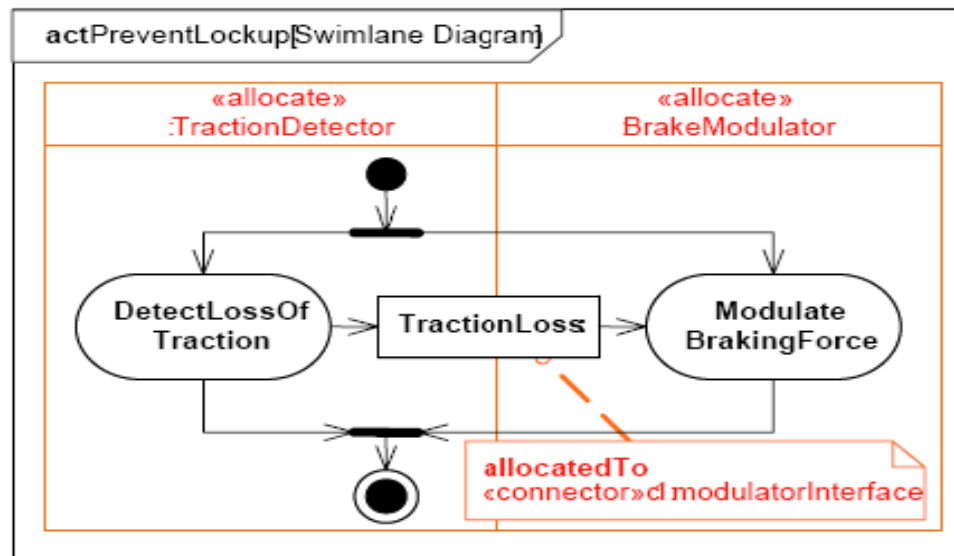 actPreventLockup[Swimlane Diagram]
«allocate»
:TractionDetector
«allocate»
BrakeModulator
DetectLossOf
Traction
TractionLoss:
Modulate
BrakingForce
allocatedTo
«connector»c1:modulatorInterface